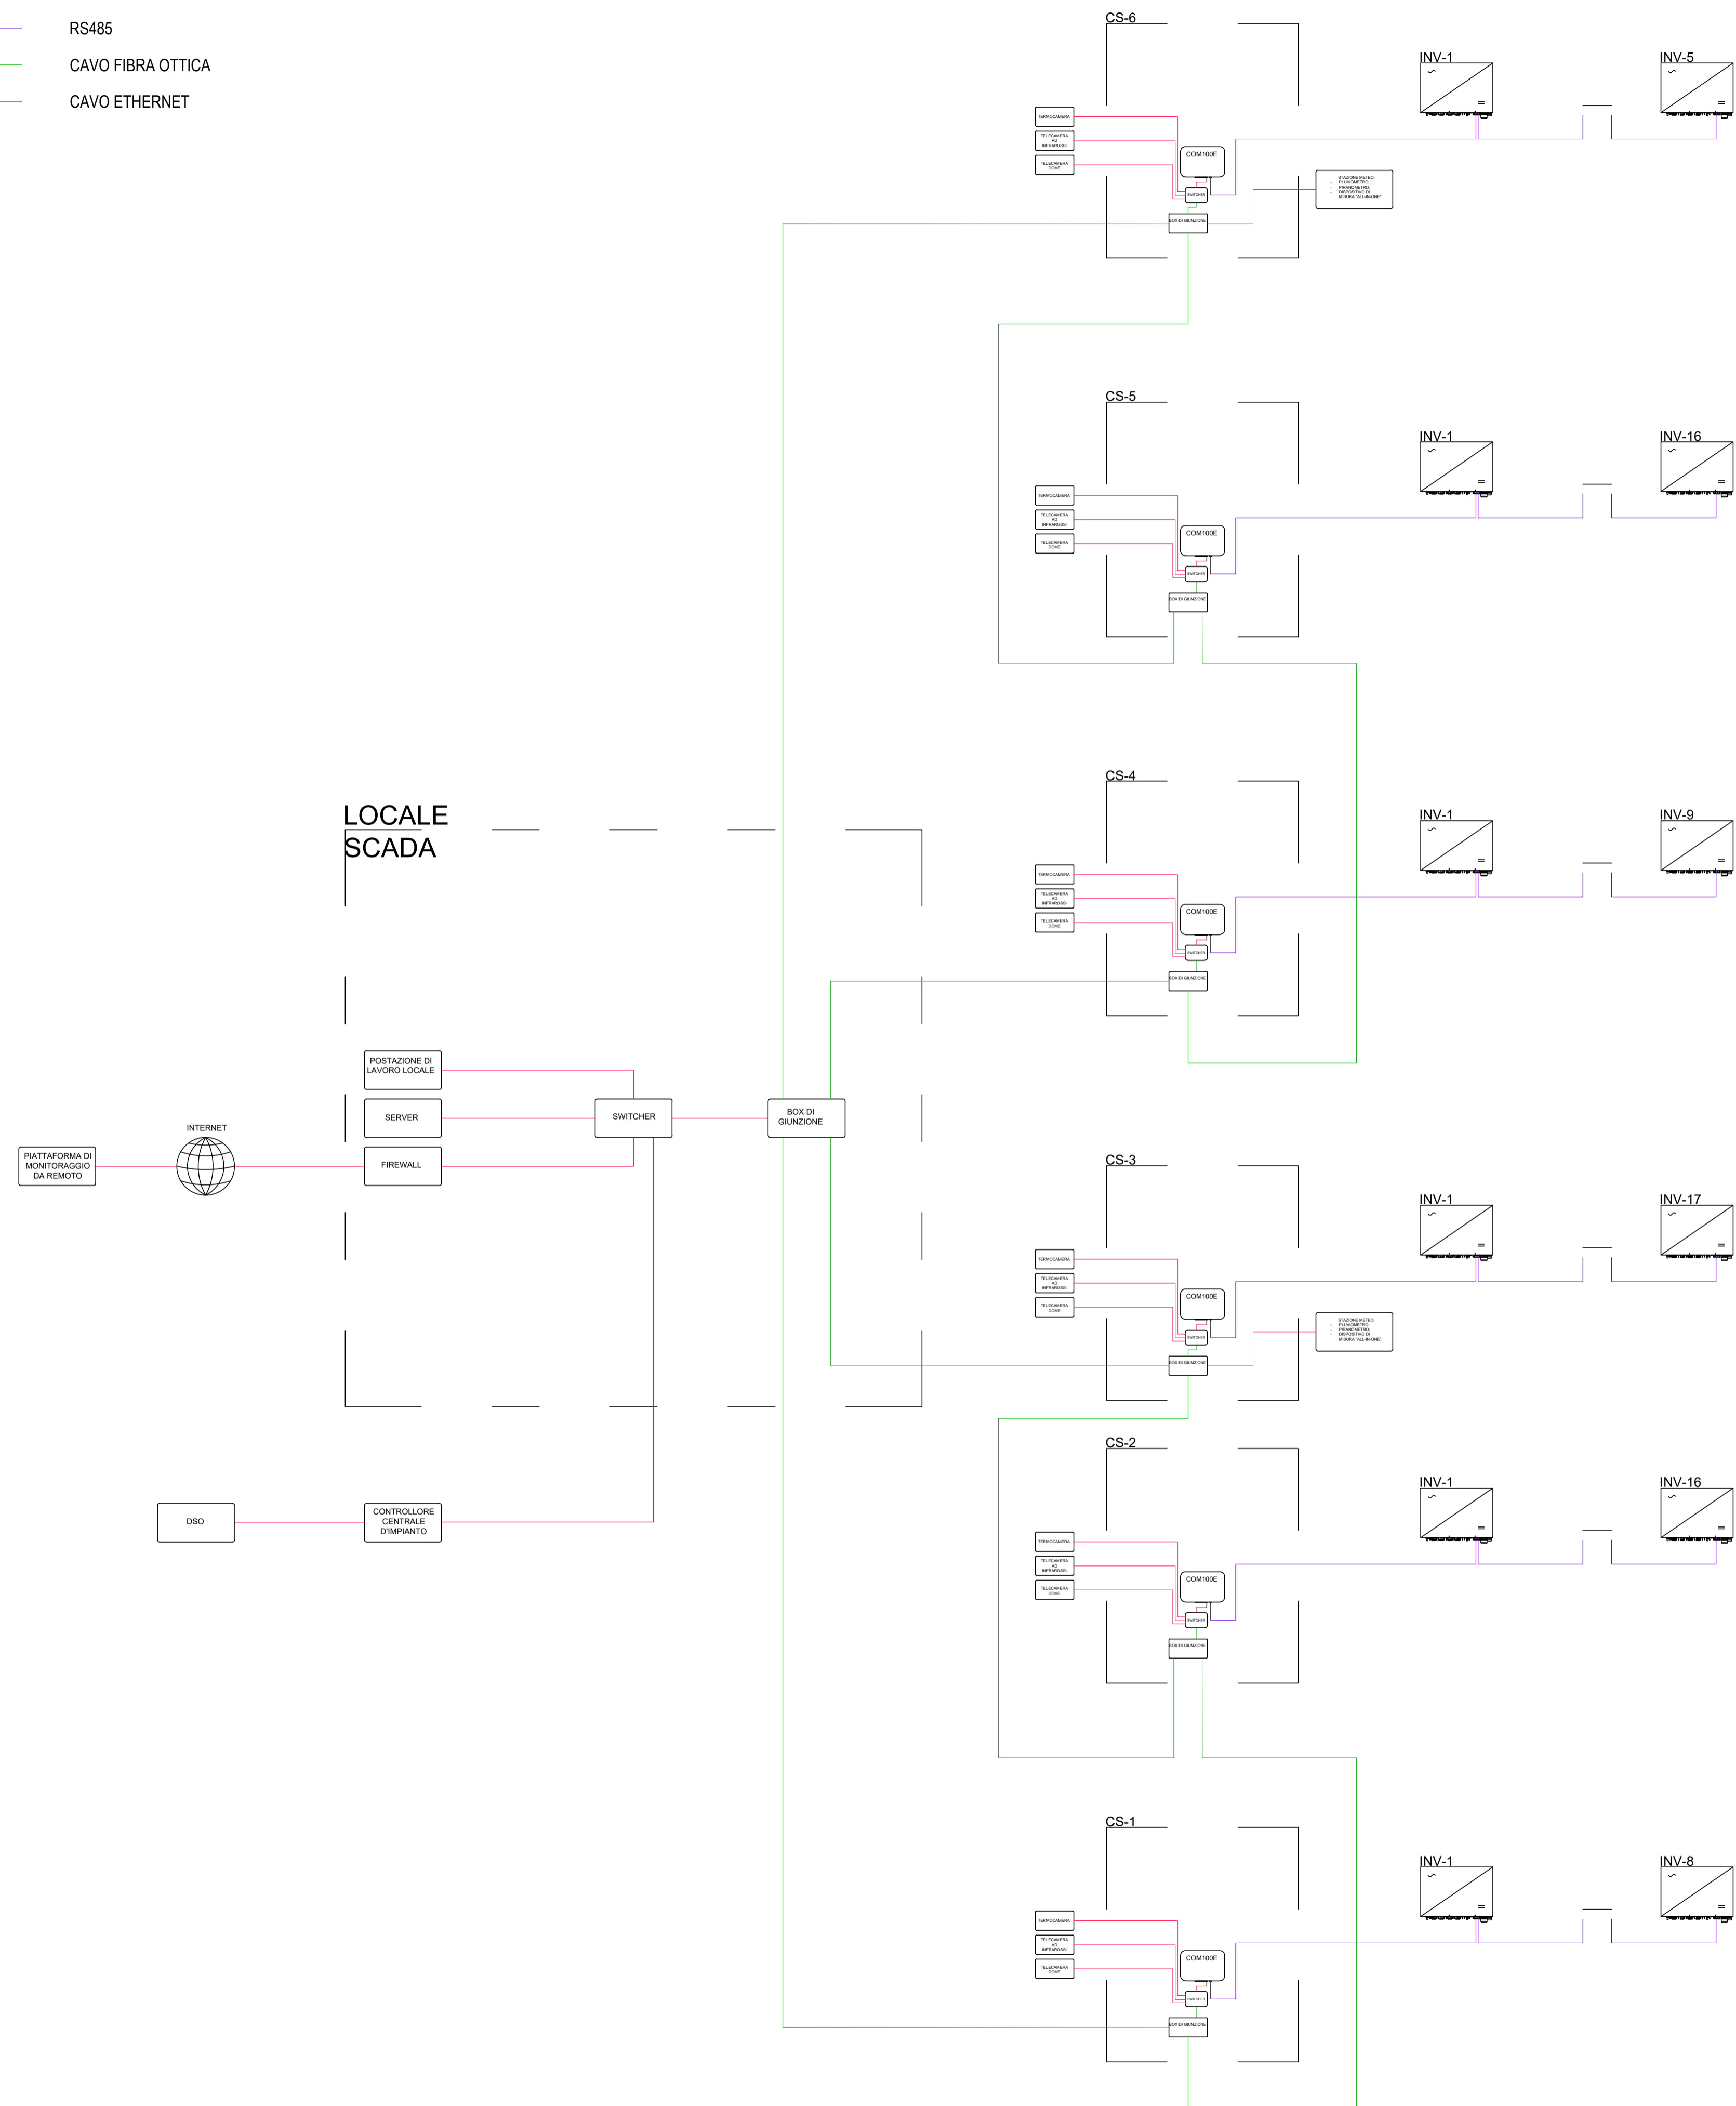 RS485
CAVO FIBRA OTTICA
CAVO ETHERNET
CS-6
INV-1
INV-5
TERMOCAMERA
TELECAMERA
AD
INFRAROSSI
TELECAMERA
DOME
COM100E
SWITCHER
BOX DI GIUNZIONE
STAZIONE METEO:
- PLUVIOMETRO;
- PIRANOMETRO;
- DISPOSITIVO DI
MISURA "ALL-IN-ONE".
CS-5
INV-1
INV-16
TERMOCAMERA
TELECAMERA
AD
INFRAROSSI
TELECAMERA
DOME
COM100E
SWITCHER
BOX DI GIUNZIONE
CS-4
INV-1
INV-9
TERMOCAMERA
TELECAMERA
AD
INFRAROSSI
TELECAMERA
DOME
COM100E
SWITCHER
BOX DI GIUNZIONE
LOCALE
SCADA
POSTAZIONE DI
LAVORO LOCALE
SERVER
FIREWALL
SWITCHER
BOX DI
GIUNZIONE
INTERNET
PIATTAFORMA DI
MONITORAGGIO
DA REMOTO
DSO
CONTROLLORE
CENTRALE
D'IMPIANTO
CS-3
INV-1
INV-17
TERMOCAMERA
TELECAMERA
AD
INFRAROSSI
TELECAMERA
DOME
COM100E
SWITCHER
BOX DI GIUNZIONE
STAZIONE METEO:
- PLUVIOMETRO;
- PIRANOMETRO;
- DISPOSITIVO DI
MISURA "ALL-IN-ONE".
CS-2
INV-1
INV-16
TERMOCAMERA
TELECAMERA
AD
INFRAROSSI
TELECAMERA
DOME
COM100E
SWITCHER
BOX DI GIUNZIONE
CS-1
INV-1
INV-8
TERMOCAMERA
TELECAMERA
AD
INFRAROSSI
TELECAMERA
DOME
COM100E
SWITCHER
BOX DI GIUNZIONE